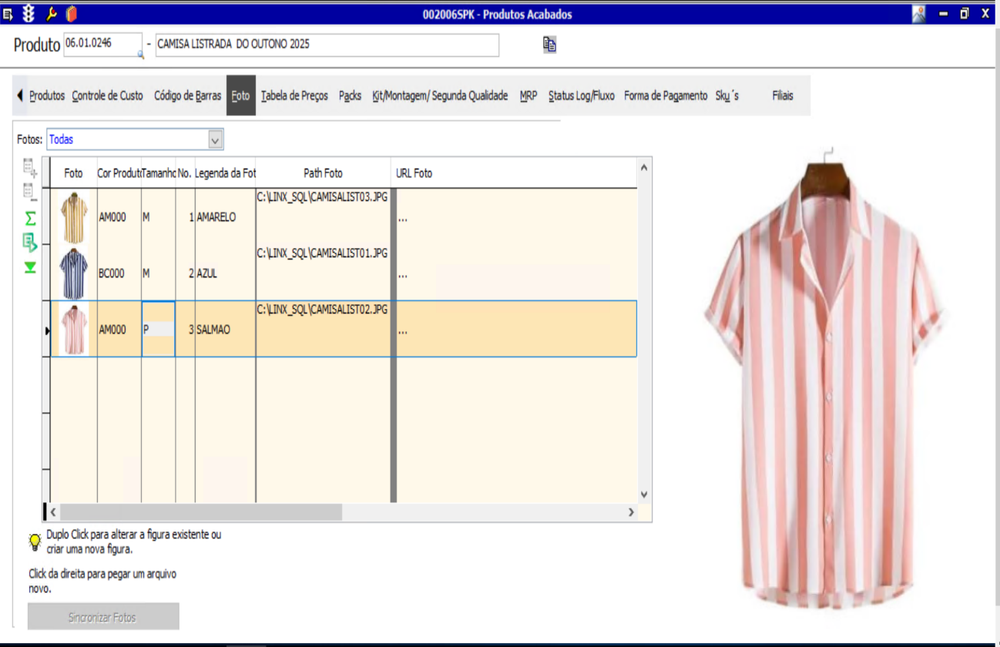 002006SPK - Produtos Acabados
Produto 06.01.0246 - CAMISA LISTRADA DO OUTONO 2025
Produtos Controle de Custo Código de Barras Foto Tabela de Preços Packs Kit/Montagem/ Segunda Qualidade MRP Status Log/Fluxo Forma de Pagamento Sku´s Filiais
Fotos: Todas
Foto Cor Produto Tamanho No. Legenda da Fot Path Foto URL Foto
C:\LINX_SQL\CAMISALIST03.JPG
AM000 M 1 AMARELO ...
C:\LINX_SQL\CAMISALIST01.JPG
BC000 M 2 AZUL ...
C:\LINX_SQL\CAMISALIST02.JPG
AM000 P 3 SALMAO ...
Duplo Click para alterar a figura existente ou
criar uma nova figura.
Click da direita para pegar um arquivo
novo.
Sincronizar Fotos